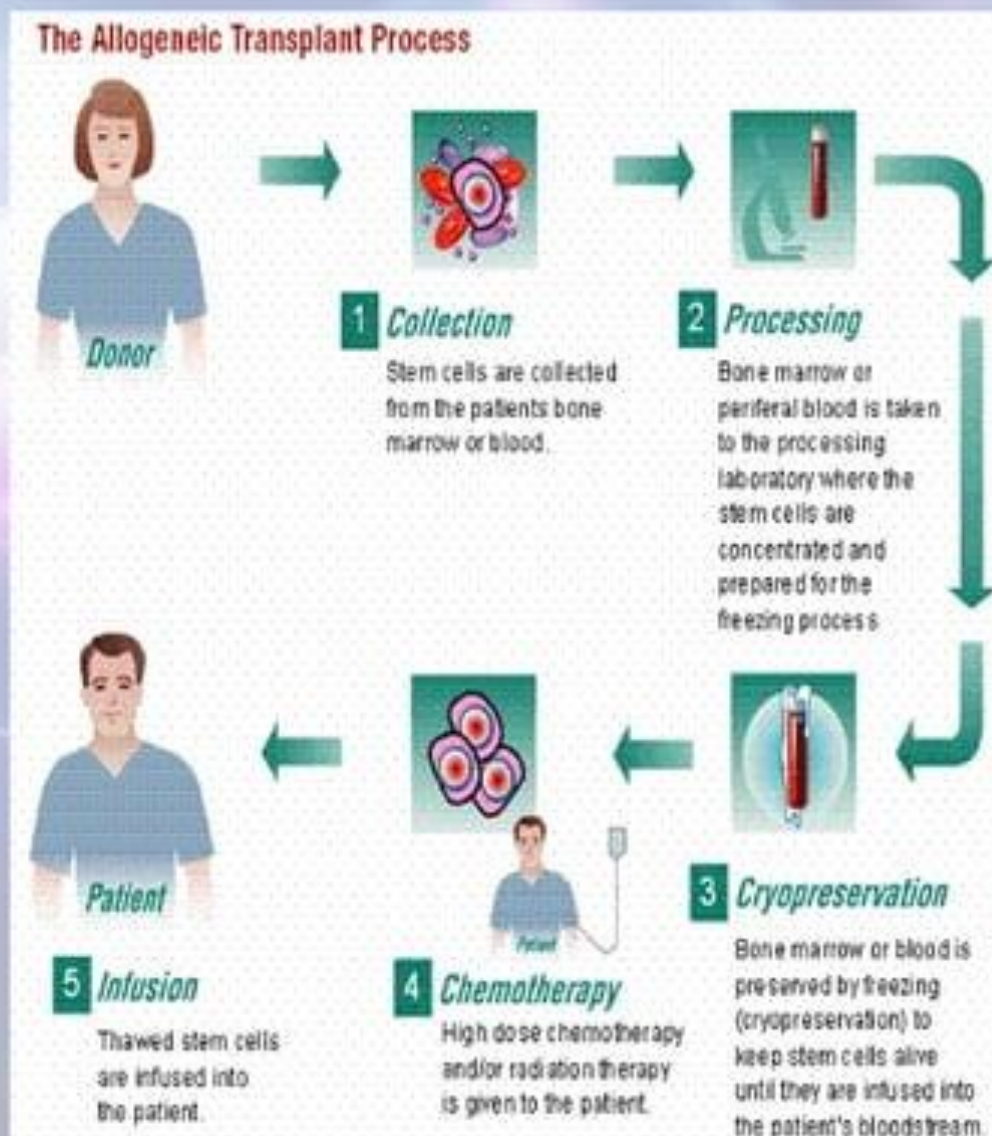 The Allogeneic Transplant Process
Donor
1 Collection
Stem cells are collected
from the patients bone
marrow or blood.
2 Processing
Bone marrow or
periferal blood is taken
to the processing
laboratory where the
stem cells are
concentrated and
prepared for the
freezing process
3 Cryopreservation
Bone marrow or blood is
preserved by freezing
(cryopreservation) to
keep stem cells alive
until they are infused into
the patient's bloodstream.
Patient
4 Chemotherapy
High dose chemotherapy
and/or radiation therapy
is given to the patient.
Patient
5 Infusion
Thawed stem cells
are infused into
the patient.